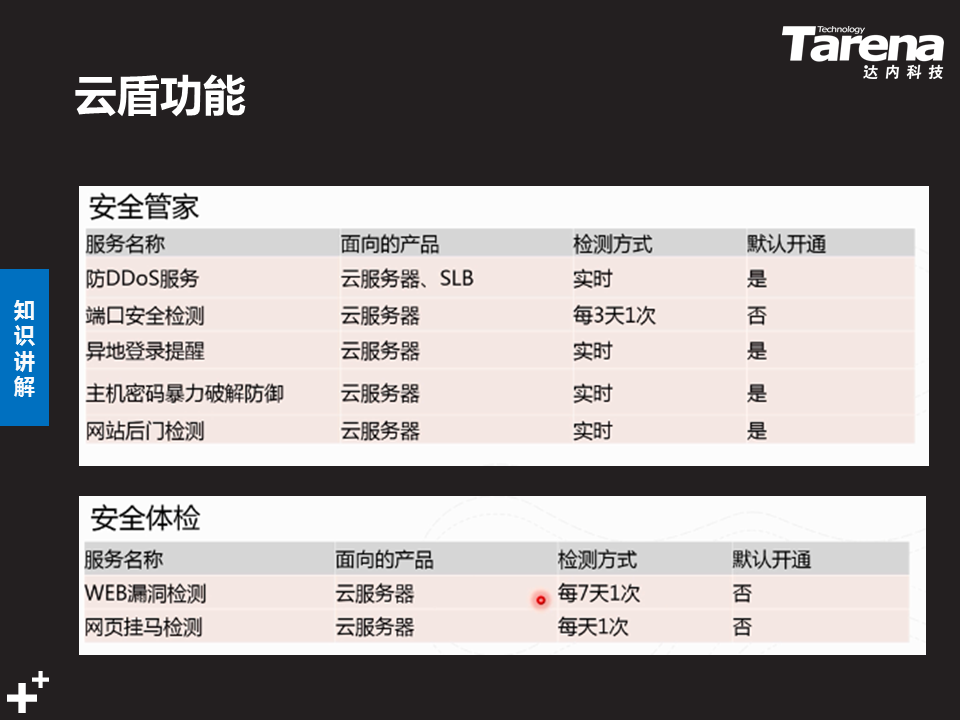 Technology
Tarena
达内科技
云盾功能
知识讲解
安全管家
服务名称 面向的产品 检测方式 默认开通
防DDoS服务 云服务器、SLB 实时 是
端口安全检测 云服务器 每3天1次 否
异地登录提醒 云服务器 实时 是
主机密码暴力破解防御 云服务器 实时 是
网站后门检测 云服务器 实时 是
安全体检
服务名称 面向的产品 检测方式 默认开通
WEB漏洞检测 云服务器 每7天1次 否
网页挂马检测 云服务器 每天1次 否